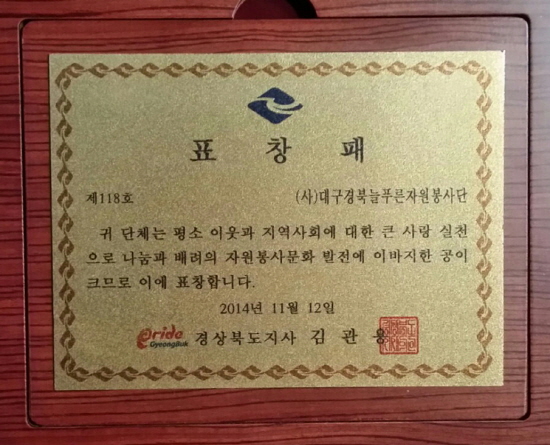 표 창 패
제118호 (사)대구경북늘푸른자원봉사단
귀 단체는 평소 이웃과 지역사회에 대한 큰 사랑 실천
으로 나눔과 배려의 자원봉사문화 발전에 이바지한 공이
크므로 이에 표창합니다.
2014년 11월 12일
Pride GyeongBuk 경상북도지사 김 관 용